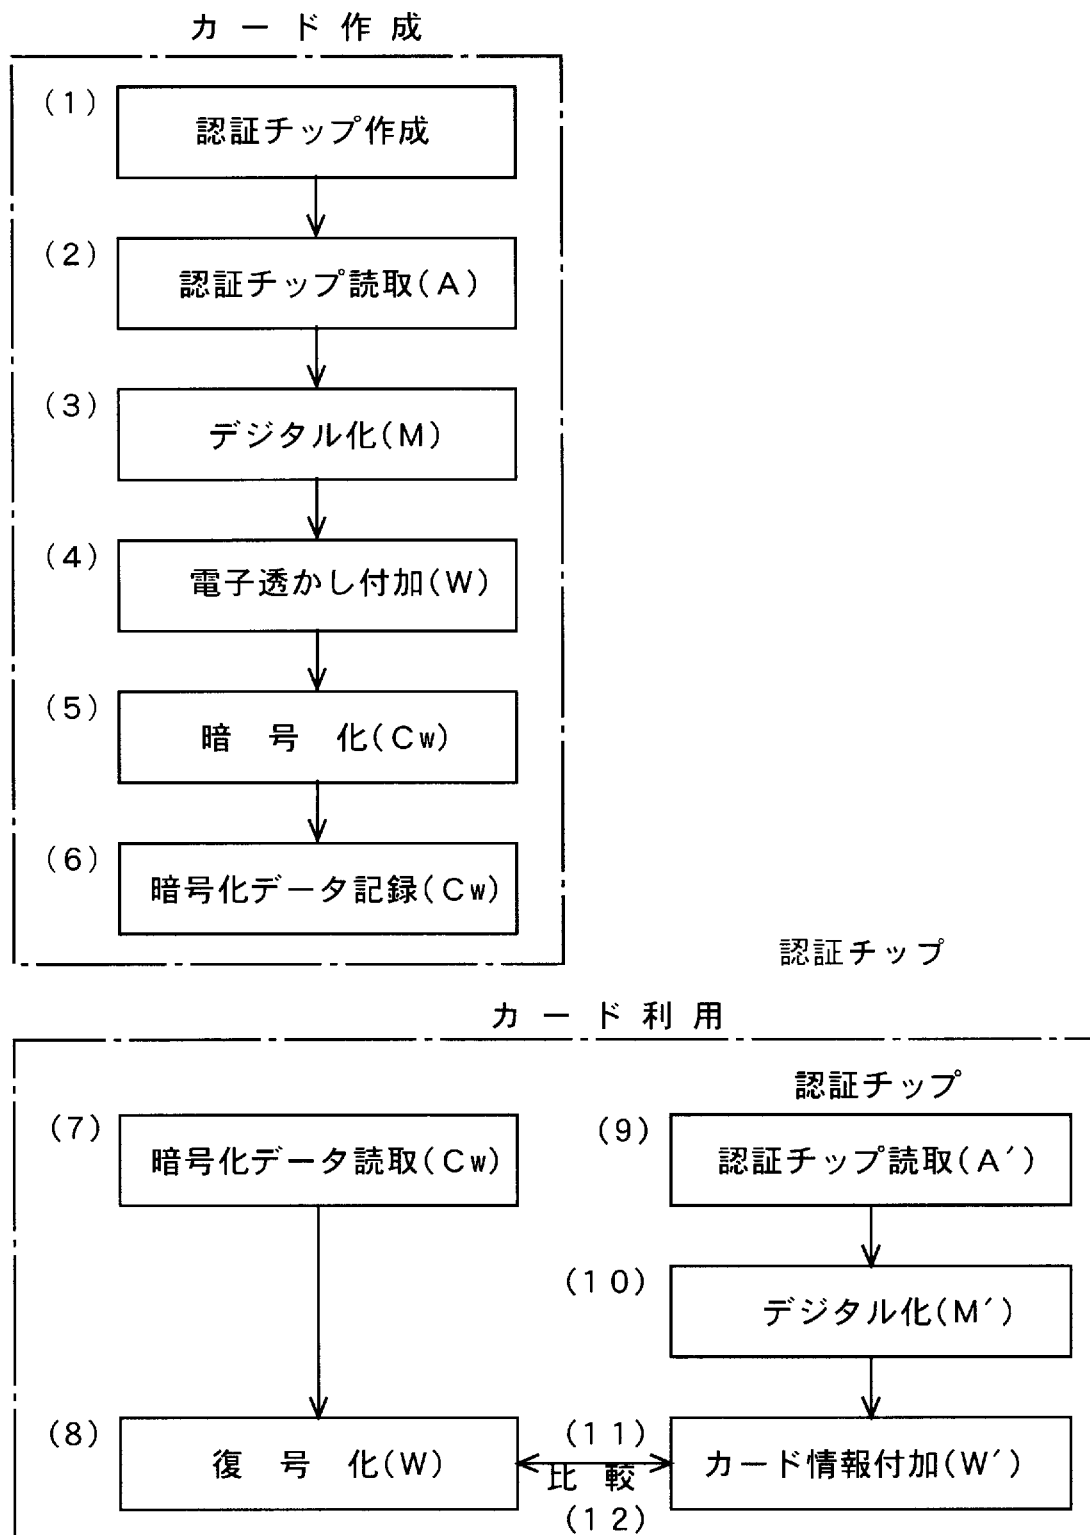 カード作成
(1)
認証チップ作成
(2)
認証チップ読取(A)
(3)
デジタル化(M)
(4)
電子透かし付加(W)
(5)
暗号化(Cw)
(6)
暗号化データ記録(Cw)
認証チップ
カード利用
認証チップ
(7)
暗号化データ読取(Cw)
(9)
認証チップ読取(A´)
(10)
デジタル化(M´)
(8)
復号化(W)
(11)
比較
(12)
カード情報付加(W´)